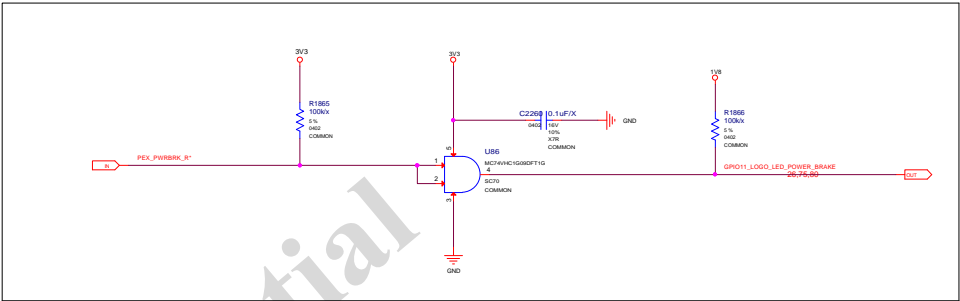 3V3
3V3
1V8
R1865
100k/x
5 %
0402
COMMON
C2260
0.1uF/X
0402
16V
10%
X7R
COMMON
GND
R1866
100k/x
5 %
0402
COMMON
IN
PEX_PWRBRK_R*
5
U86
MC74VHC1G09DFT1G
1
2
4
SC70
COMMON
3
GPIO11_LOGO_LED_POWER_BRAKE
26,75,80
OUT
GND
tial